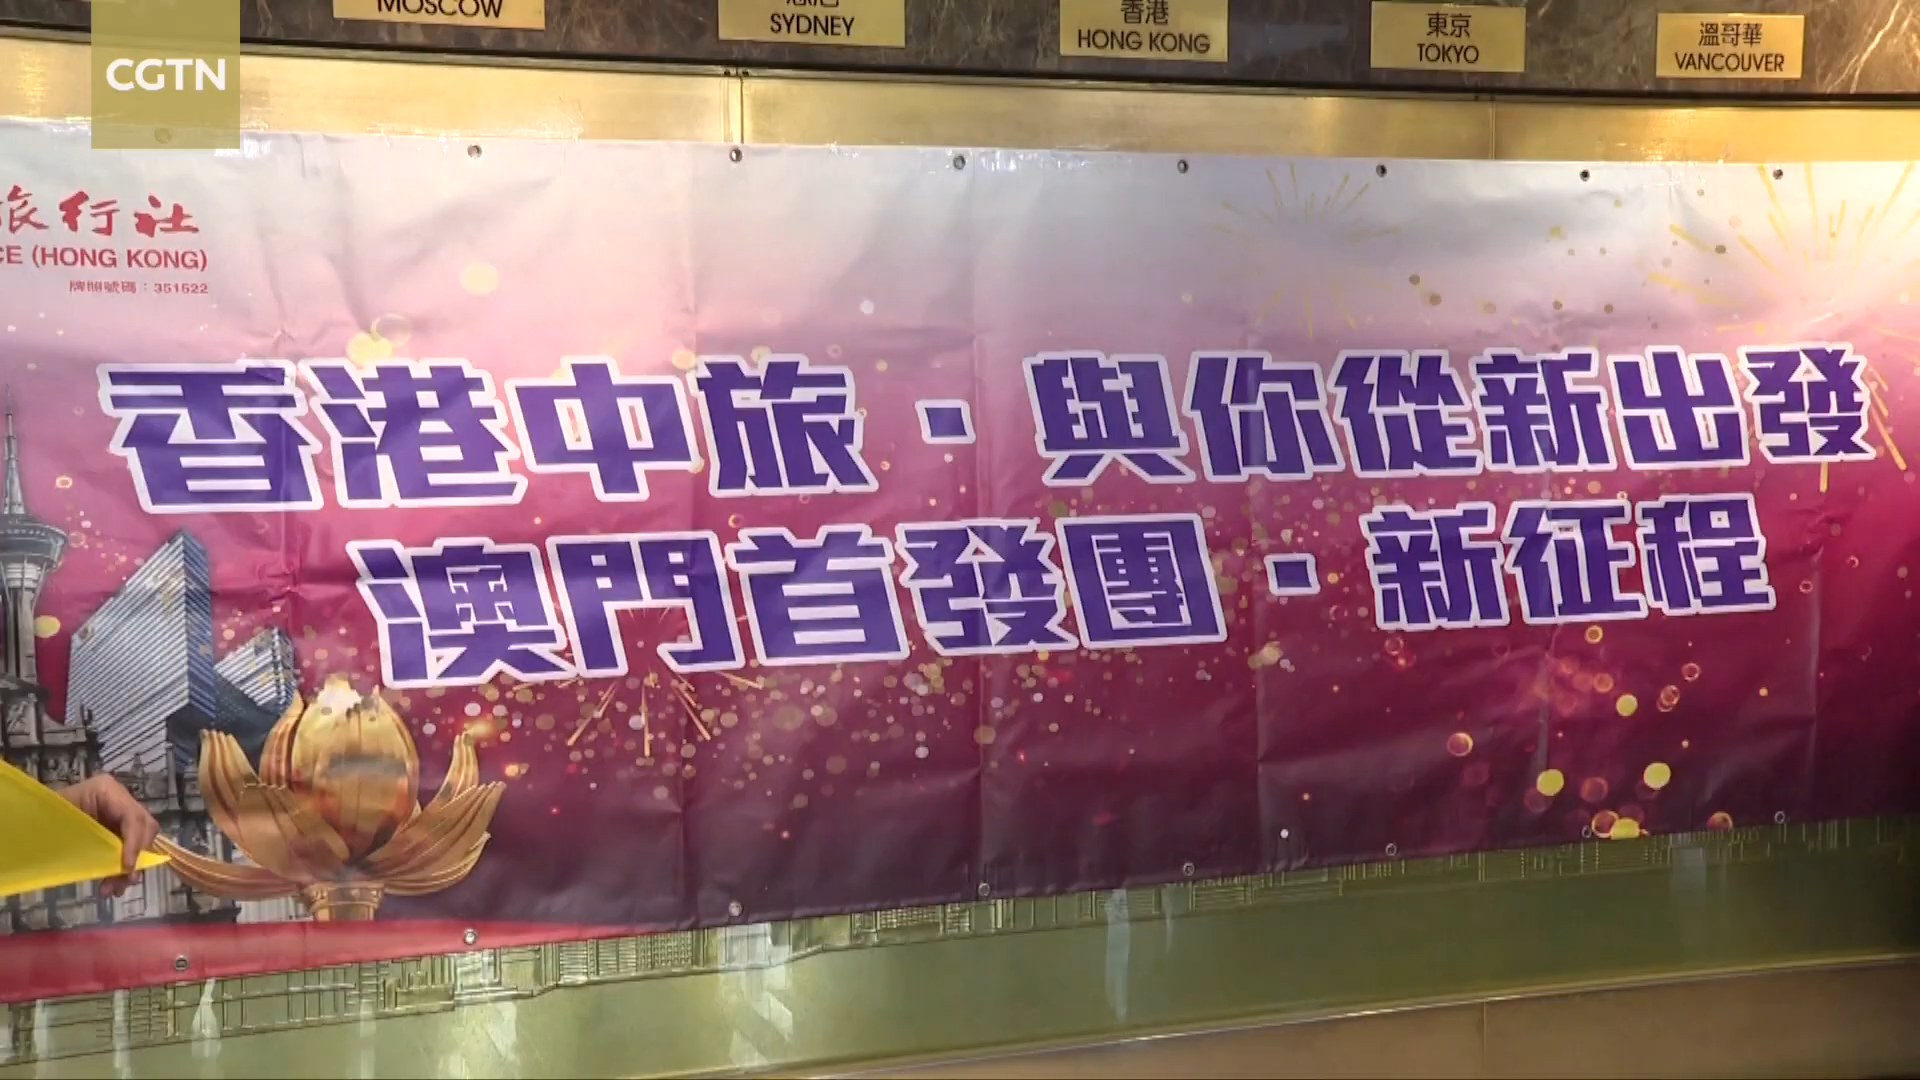 MOSCOW
SYDNEY
香港
HONG KONG
東京
TOKYO
溫哥華
VANCOUVER
CGTN
旅行社
CE (HONG KONG)
牌照號碼：351522
香港中旅·與你從新出發
澳門首發團·新征程